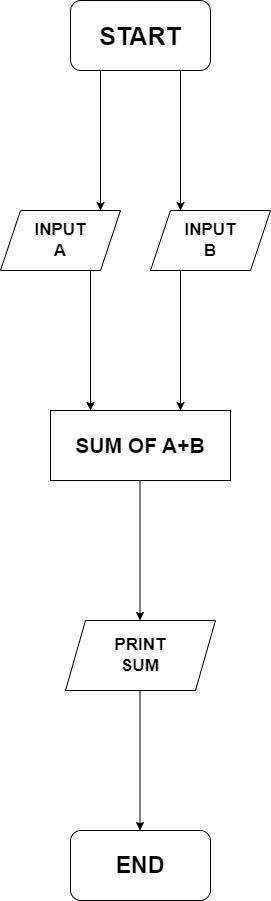 START
INPUT
A
INPUT
B
SUM OF A+B
PRINT
SUM
END